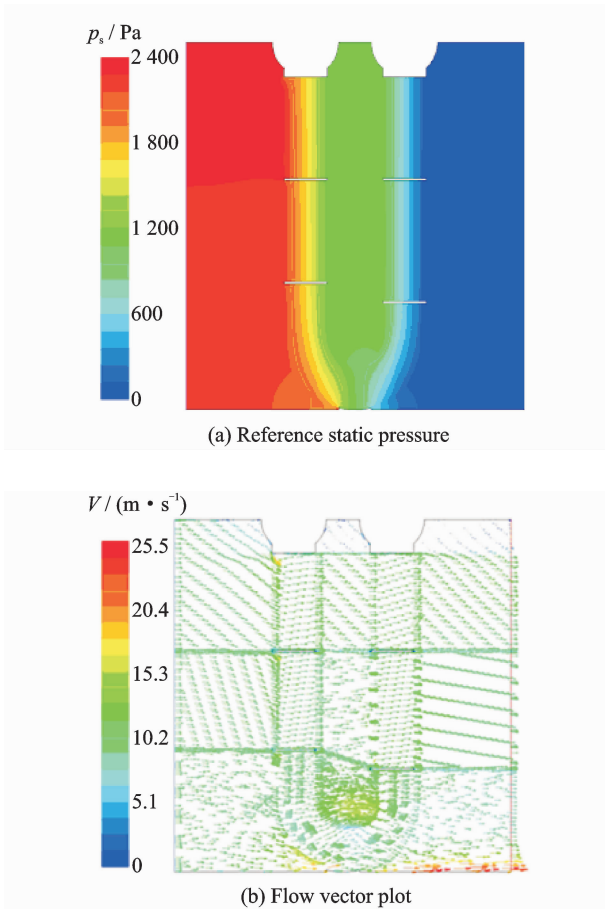 pₛ / Pa
2 400
1 800
1 200
600
0
(a) Reference static pressure
V / (m · s⁻¹)
25.5
20.4
15.3
10.2
5.1
0
(b) Flow vector plot